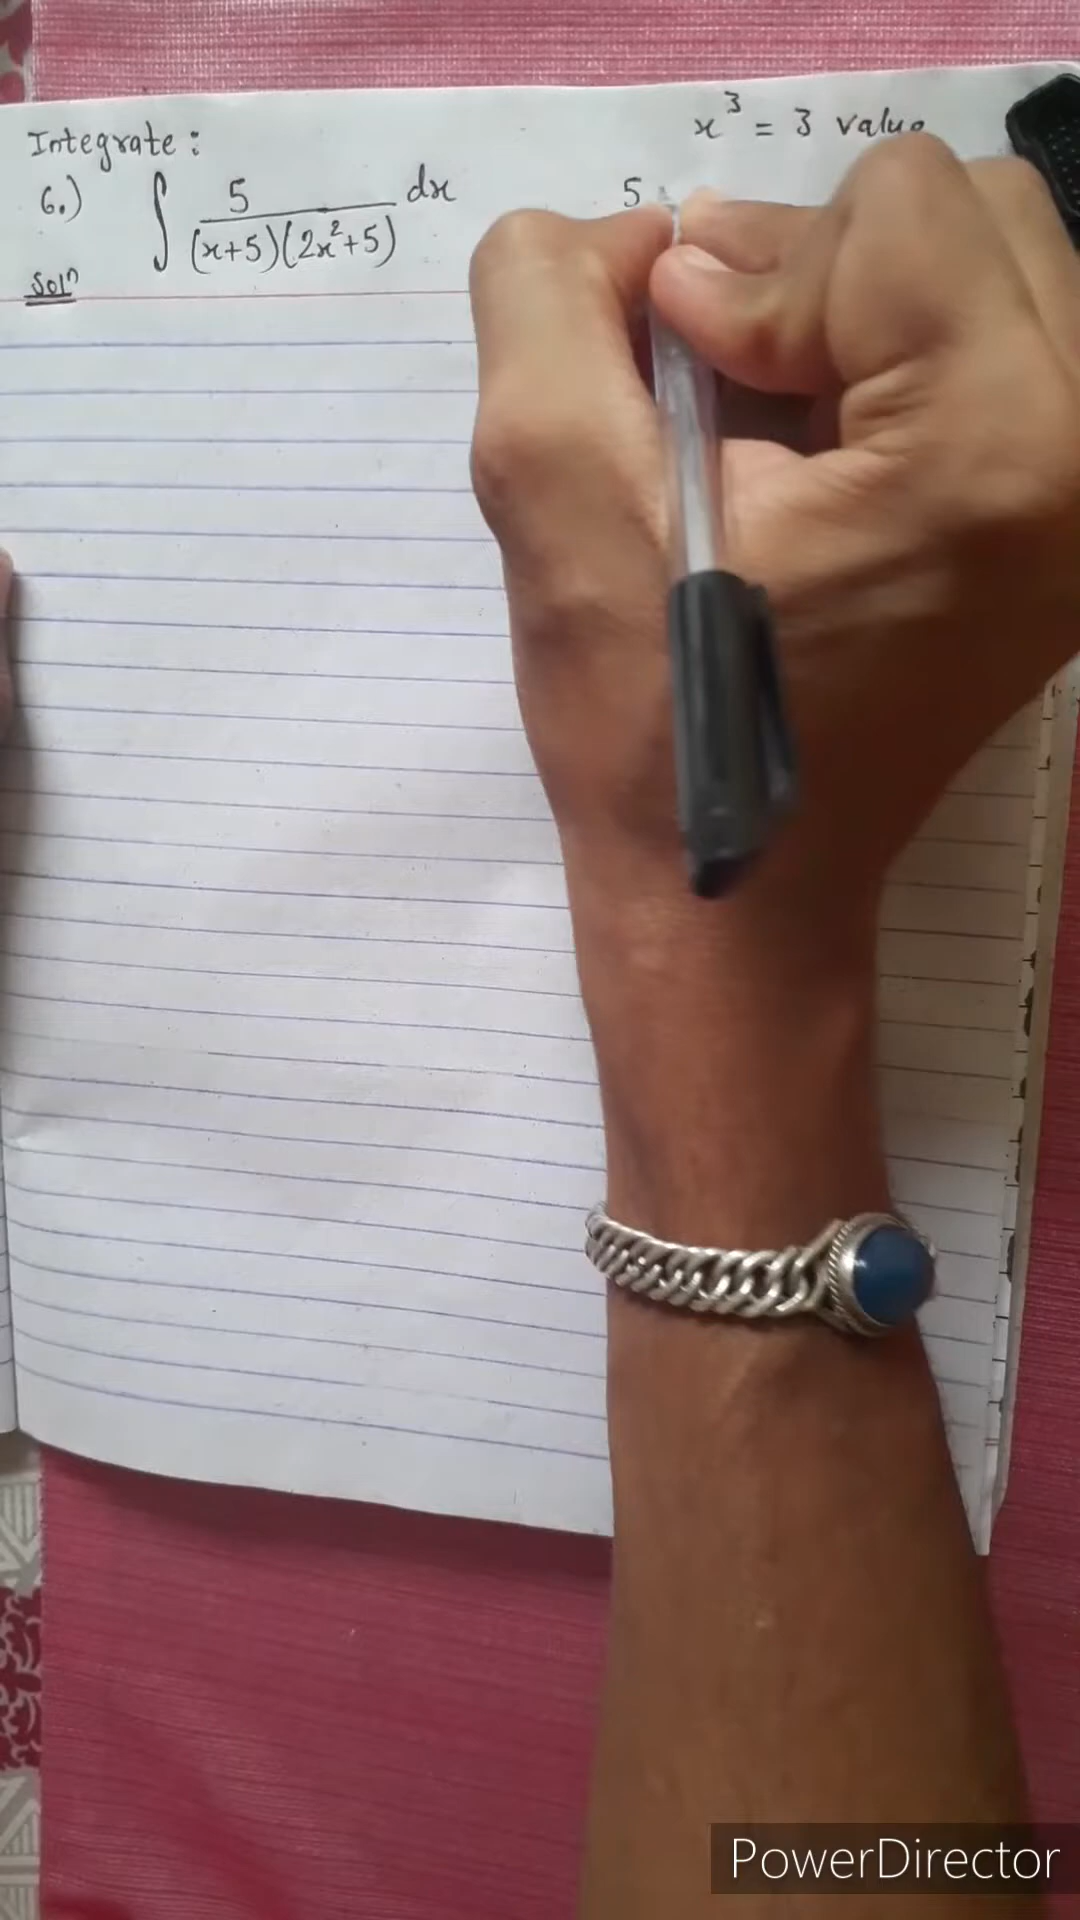 Integrate :
x³ = 3 value
6.) ∫ 5 / (x+5)(2x²+5) dx
5
Solⁿ
PowerDirector